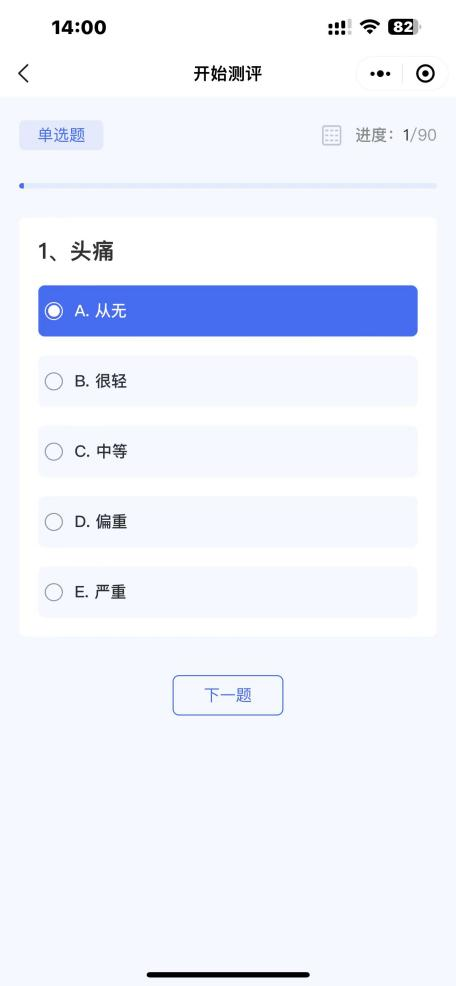 14:00
82
开始测评
单选题
进度：1/90
1、头痛
A. 从无
B. 很轻
C. 中等
D. 偏重
E. 严重
下一题